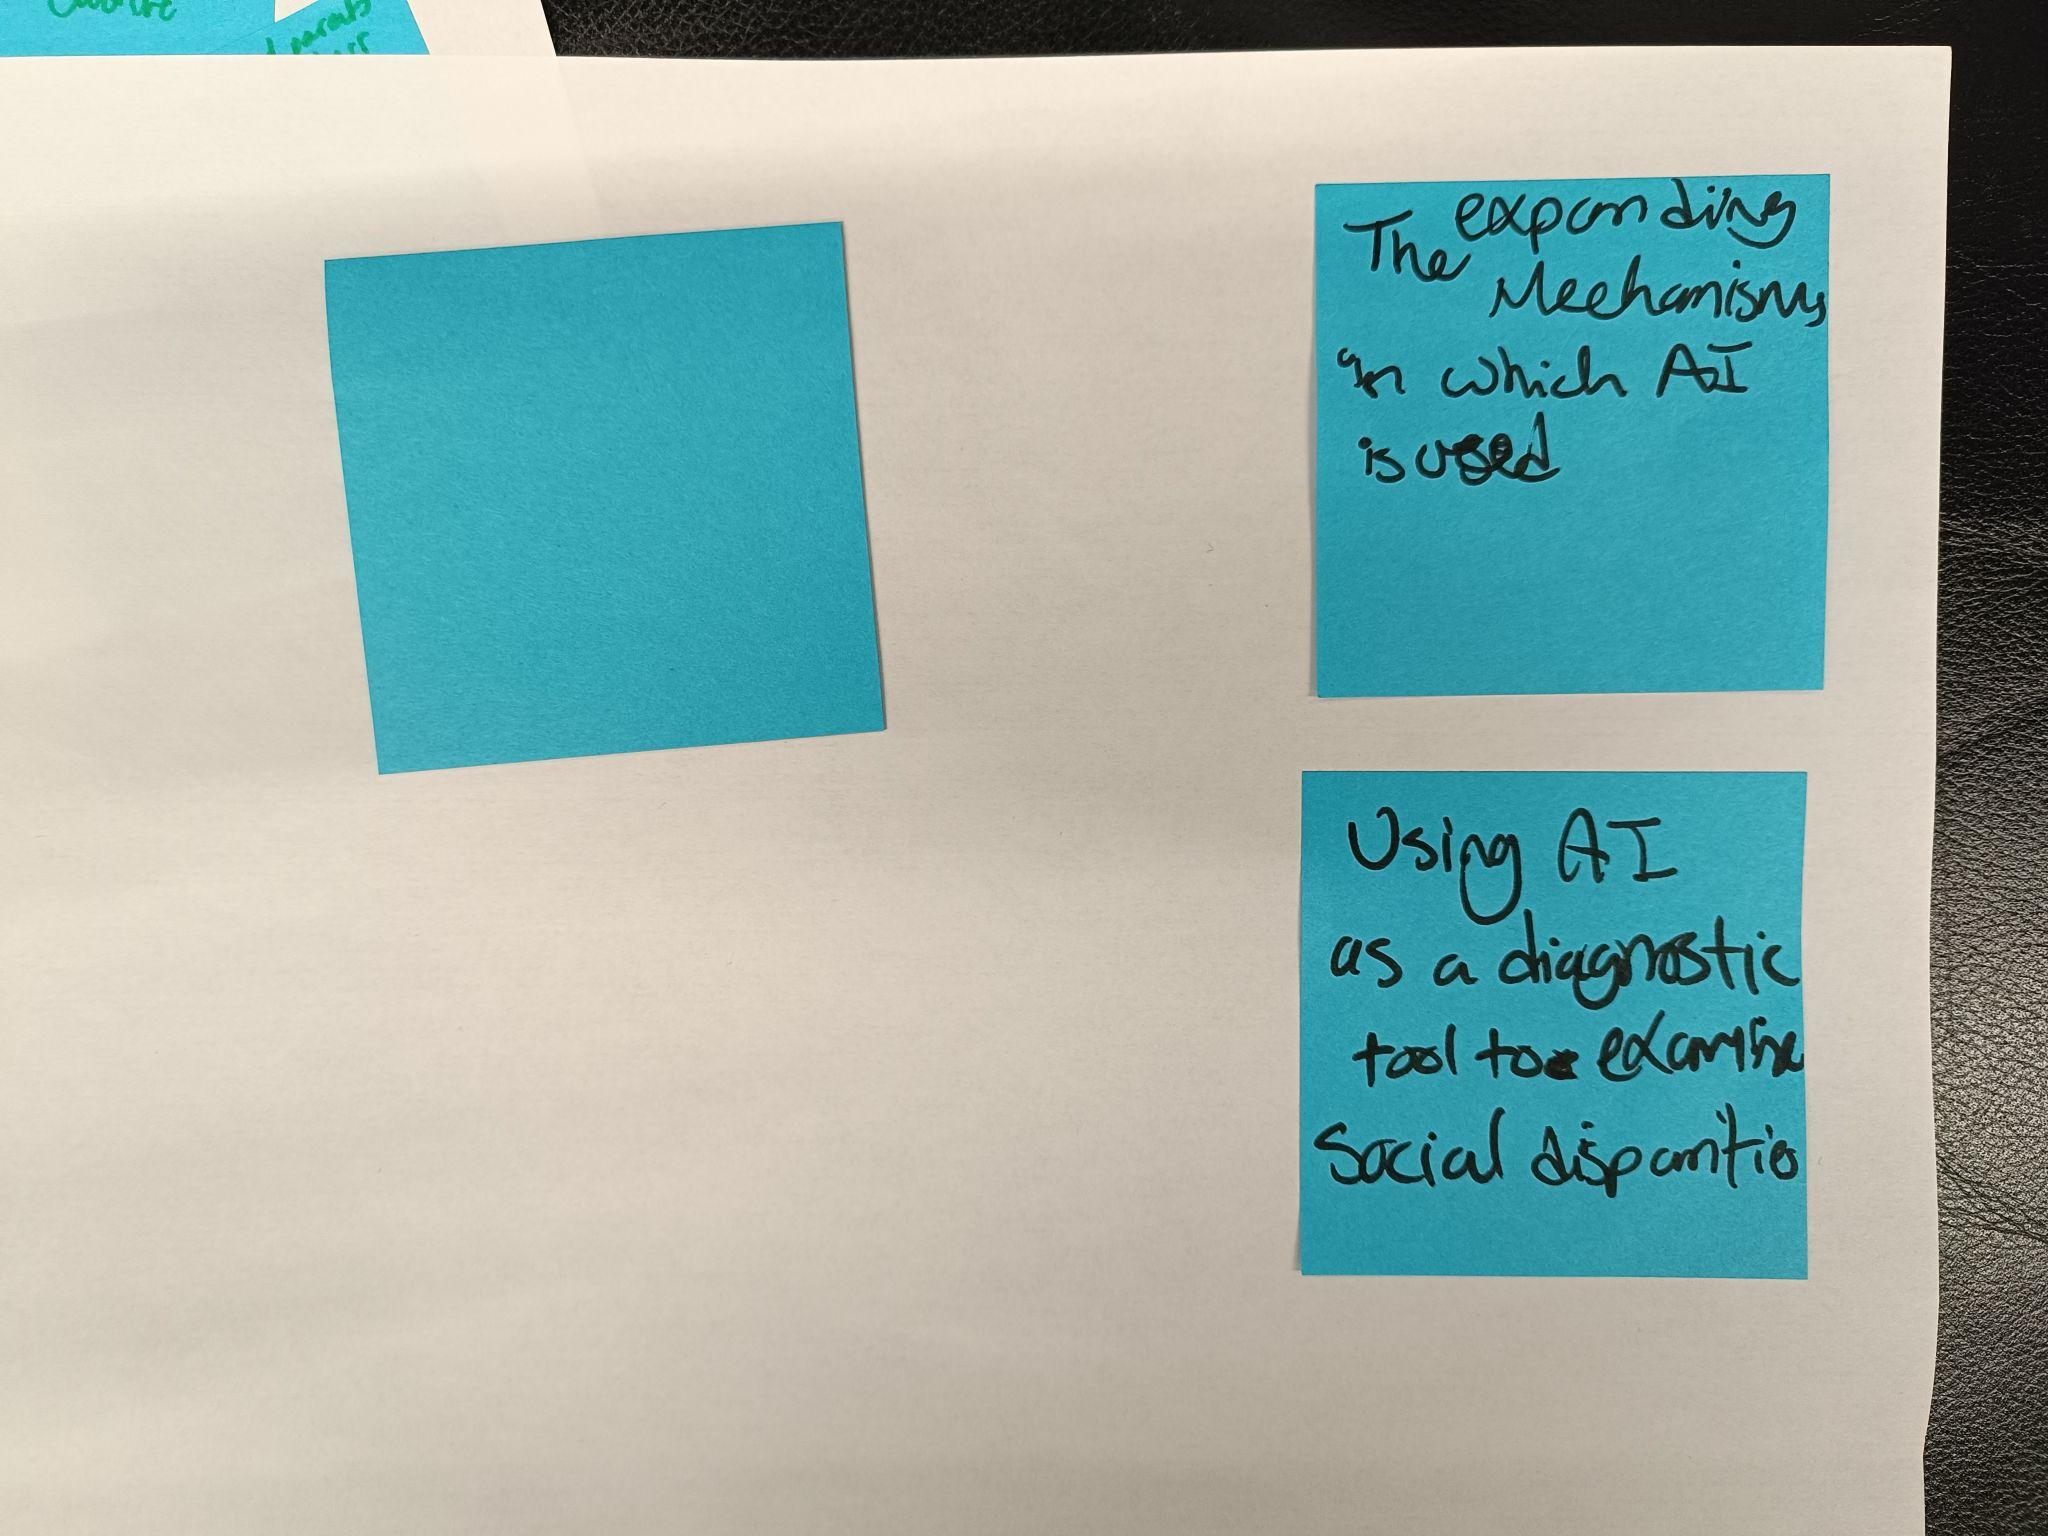 The expanding
Mechanisms
in which AI
is used
Using AI
as a diagnostic
tool to examine
Social disparities